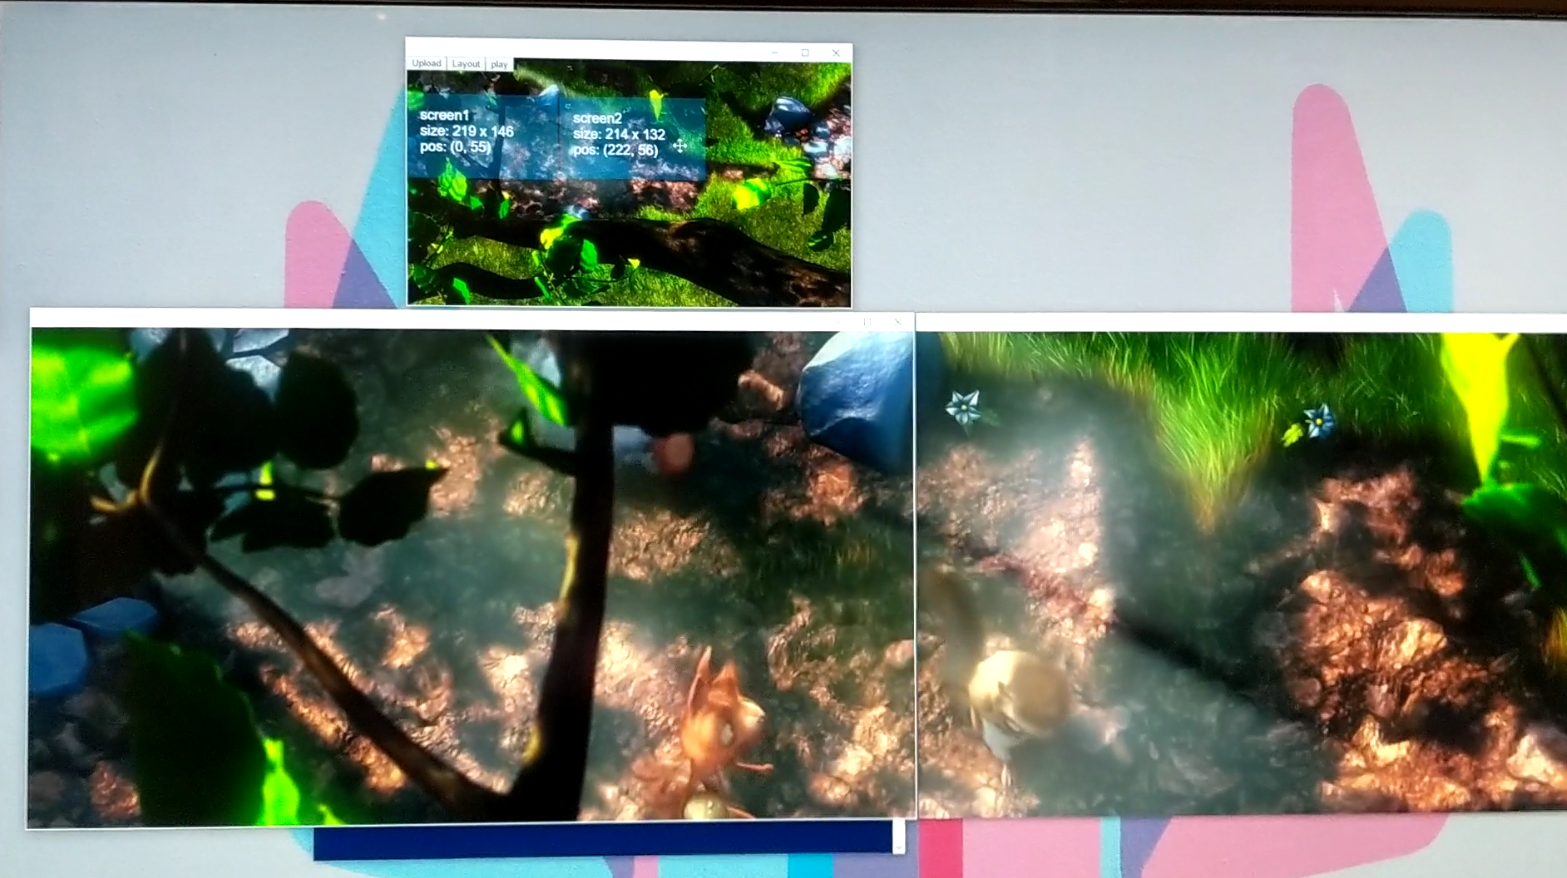 Upload Layout play
screen1
size: 219 x 146
pos: (0, 55)
screen2
size: 214 x 132
pos: (222, 56)